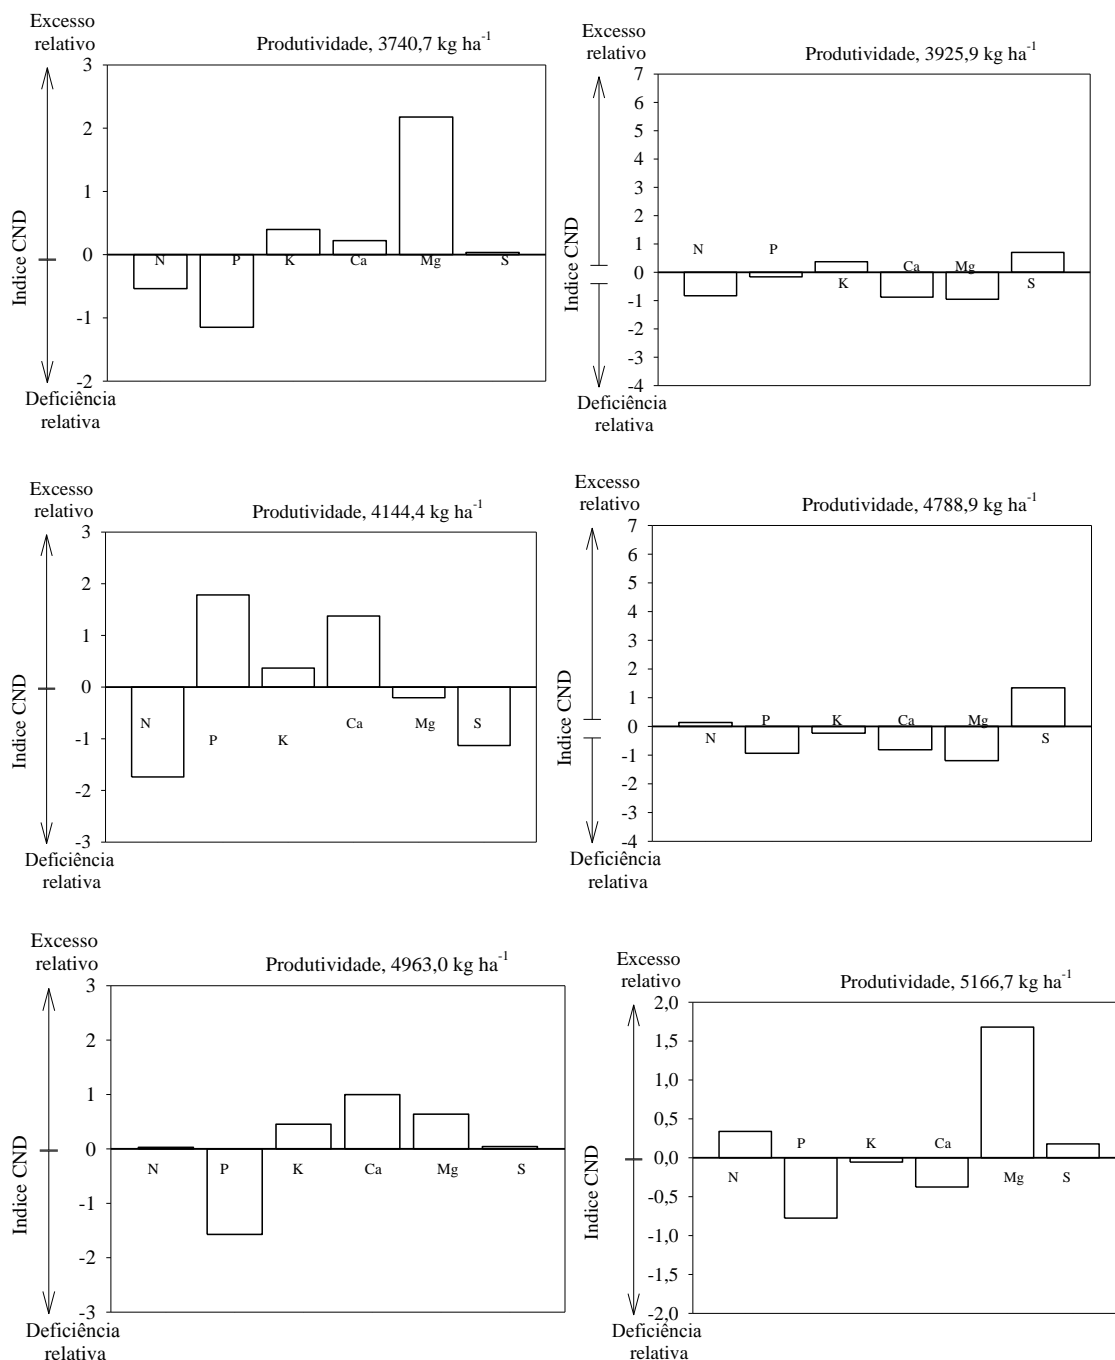 Excesso
relativo
Produtividade, 3740,7 kg ha-1
3
2
1
0
-1
-2
Indice CND
N P K Ca Mg S
Deficiência
relativa
Excesso
relativo
Produtividade, 3925,9 kg ha-1
7
6
5
4
3
2
1
0
-1
-2
-3
-4
Indice CND
N P
Ca Mg
K S
Deficiência
relativa
Excesso
relativo
Produtividade, 4144,4 kg ha-1
3
2
1
0
-1
-2
-3
Indice CND
N Ca Mg S
P K
Deficiência
relativa
Excesso
relativo
Produtividade, 4788,9 kg ha-1
7
6
5
4
3
2
1
0
-1
-2
-3
-4
Indice CND
P K Ca Mg
N S
Deficiência
relativa
Excesso
relativo
Produtividade, 4963,0 kg ha-1
3
2
1
0
-1
-2
-3
Indice CND
N P K Ca Mg S
Deficiência
relativa
Excesso
relativo
Produtividade, 5166,7 kg ha-1
2,0
1,5
1,0
0,5
0,0
-0,5
-1,0
-1,5
-2,0
Indice CND
P K Ca
N Mg S
Deficiência
relativa